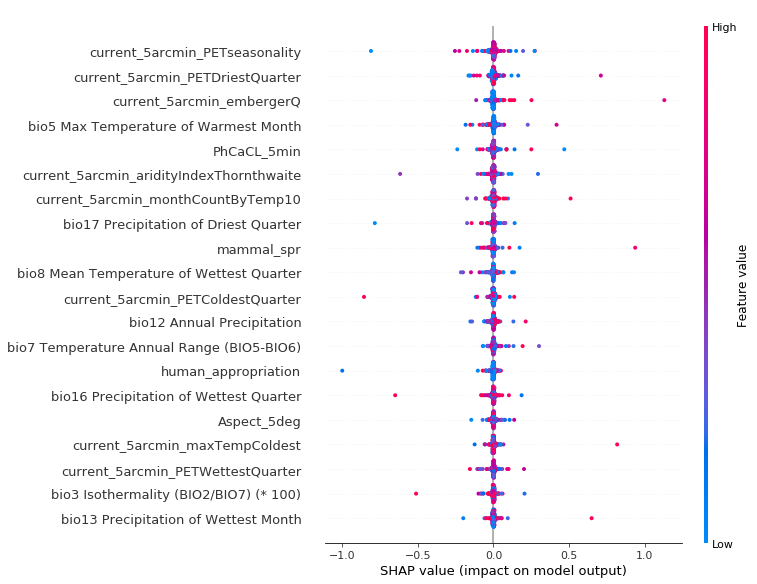 High
current_5arcmin_PETseasonality
current_5arcmin_PETDriestQuarter
current_5arcmin_embergerQ
bio5 Max Temperature of Warmest Month
PhCaCL_5min
current_5arcmin_aridityIndexThornthwaite
current_5arcmin_monthCountByTemp10
bio17 Precipitation of Driest Quarter
mammal_spr
bio8 Mean Temperature of Wettest Quarter
current_5arcmin_PETColdestQuarter
bio12 Annual Precipitation
bio7 Temperature Annual Range (BIO5-BIO6)
human_appropriation
bio16 Precipitation of Wettest Quarter
Aspect_5deg
current_5arcmin_maxTempColdest
current_5arcmin_PETWettestQuarter
bio3 Isothermality (BIO2/BIO7) (* 100)
bio13 Precipitation of Wettest Month
Feature value
Low
−1.0 −0.5 0.0 0.5 1.0
SHAP value (impact on model output)